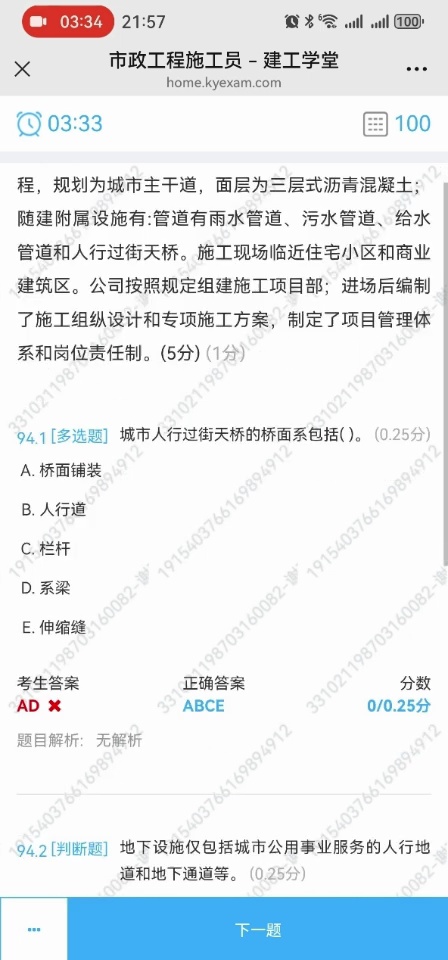 03:34 21:57 6 100
市政工程施工员 – 建工学堂
home.kyexam.com
03:33 100
程，规划为城市主干道，面层为三层式沥青混凝土；
随建附属设施有:管道有雨水管道、污水管道、给水
管道和人行过街天桥。施工现场临近住宅小区和商业
建筑区。公司按照规定组建施工项目部；进场后编制
了施工组纵设计和专项施工方案，制定了项目管理体
系和岗位责任制。(5分) (1分)
94.1 [多选题] 城市人行过街天桥的桥面系包括( )。 (0.25分)
A. 桥面铺装
B. 人行道
C. 栏杆
D. 系梁
E. 伸缩缝
考生答案 正确答案 分数
AD ✖ ABCE 0/0.25分
题目解析: 无解析
94.2 [判断题] 地下设施仅包括城市公用事业服务的人行地
道和地下通道等。 (0.25分)
下一题